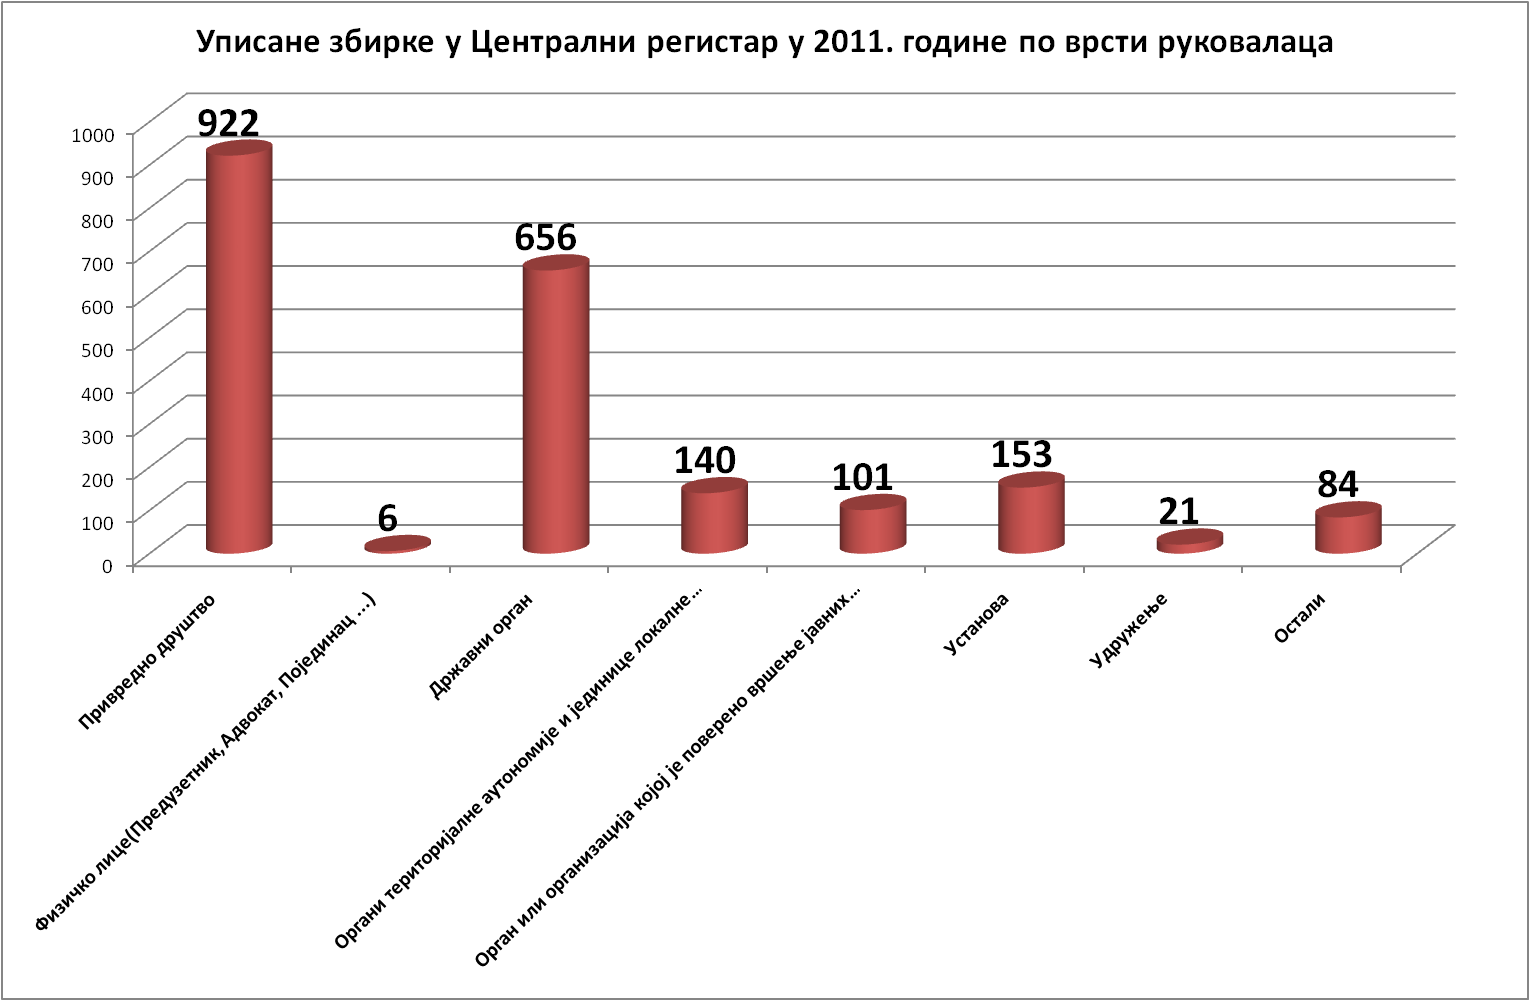 Уписане збирке у Централни регистар у 2011. године по врсти руковалаца
1000
900
800
700
600
500
400
300
200
100
0
922
6
656
140
101
153
21
84
Привредно друштво
Физичко лице(Предузетник, Адвокат, Појединац ...)
Државни орган
Органи територијалне аутономије и јединице локалне...
Орган или организација којој је поверено вршење јавних...
Установа
Удружење
Остали